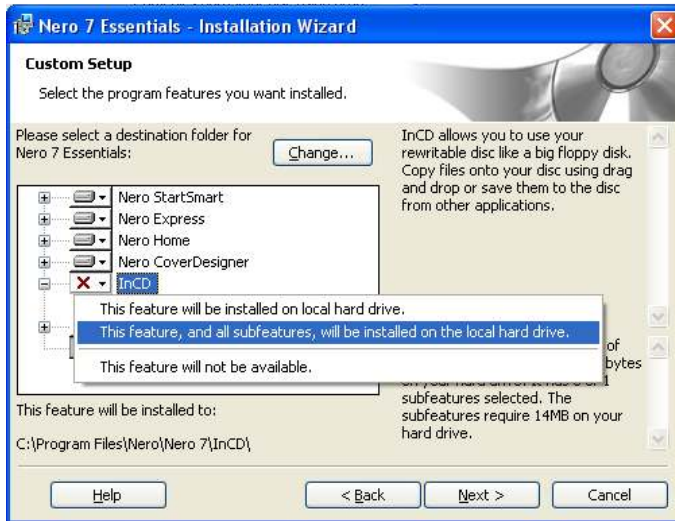 Nero 7 Essentials - Installation Wizard
Custom Setup
Select the program features you want installed.
Please select a destination folder for
Nero 7 Essentials:
Change...
Nero StartSmart
Nero Express
Nero Home
Nero CoverDesigner
InCD
This feature will be installed on local hard drive.
This feature, and all subfeatures, will be installed on the local hard drive.
This feature will not be available.
This feature will be installed to:
C:\Program Files\Nero\Nero 7\InCD\
InCD allows you to use your
rewritable disc like a big floppy disk.
Copy files onto your disc using drag
and drop or save them to the disc
from other applications.
of
bytes
subfeatures selected. The
subfeatures require 14MB on your
hard drive.
Help
< Back
Next >
Cancel